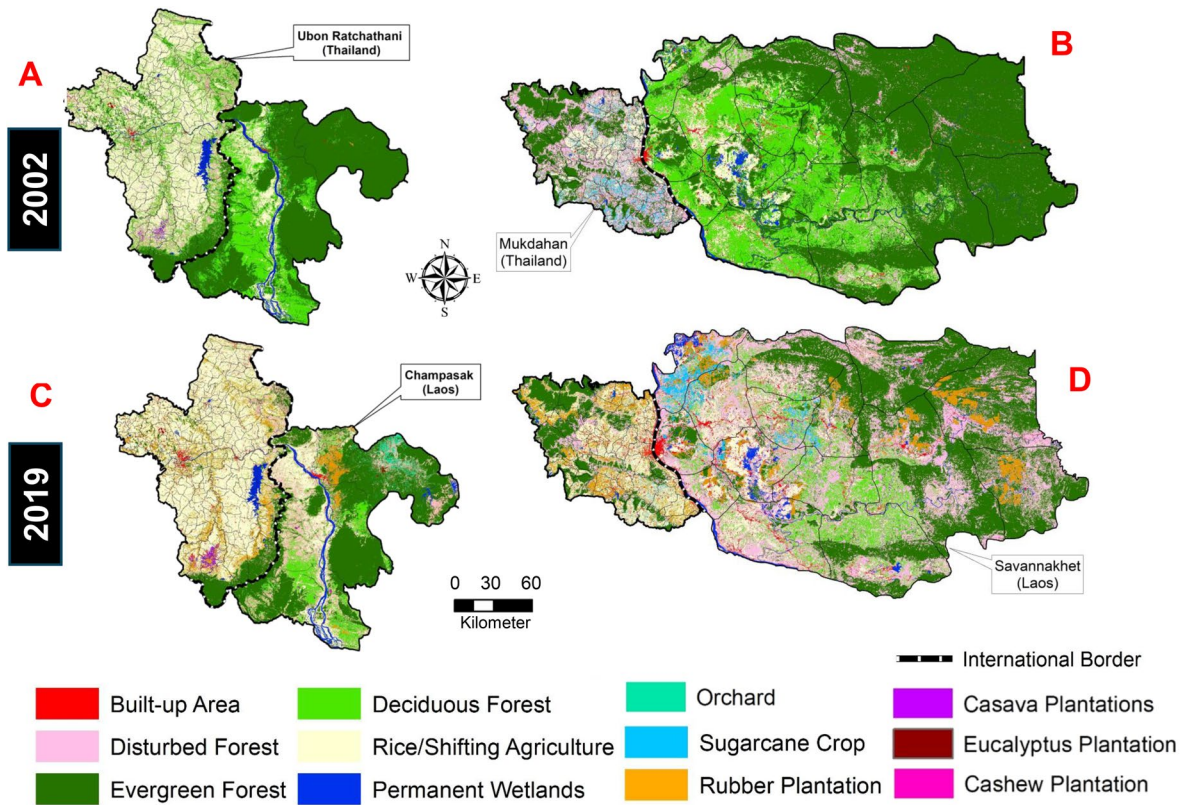 A
Ubon Ratchathani
(Thailand)
B
2002
Mukdahan
(Thailand)
N
W
E
S
C
Champasak
(Laos)
D
2019
0 30 60
Kilometer
Savannakhet
(Laos)
International Border
Built-up Area
Deciduous Forest
Orchard
Casava Plantations
Disturbed Forest
Rice/Shifting Agriculture
Sugarcane Crop
Eucalyptus Plantation
Evergreen Forest
Permanent Wetlands
Rubber Plantation
Cashew Plantation